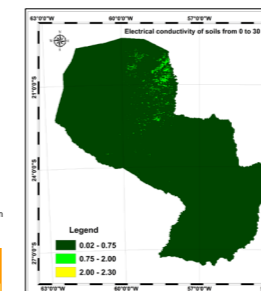 63°0'0"S 60°0'0"S 57°0'0"S
Electrical conductivity of soils from 0 to 30
21°0'0"S
24°0'0"S
27°0'0"S
Legend
0.02 - 0.75
0.75 - 2.00
2.00 - 2.30
63°0'0"S 60°0'0"S 57°0'0"S